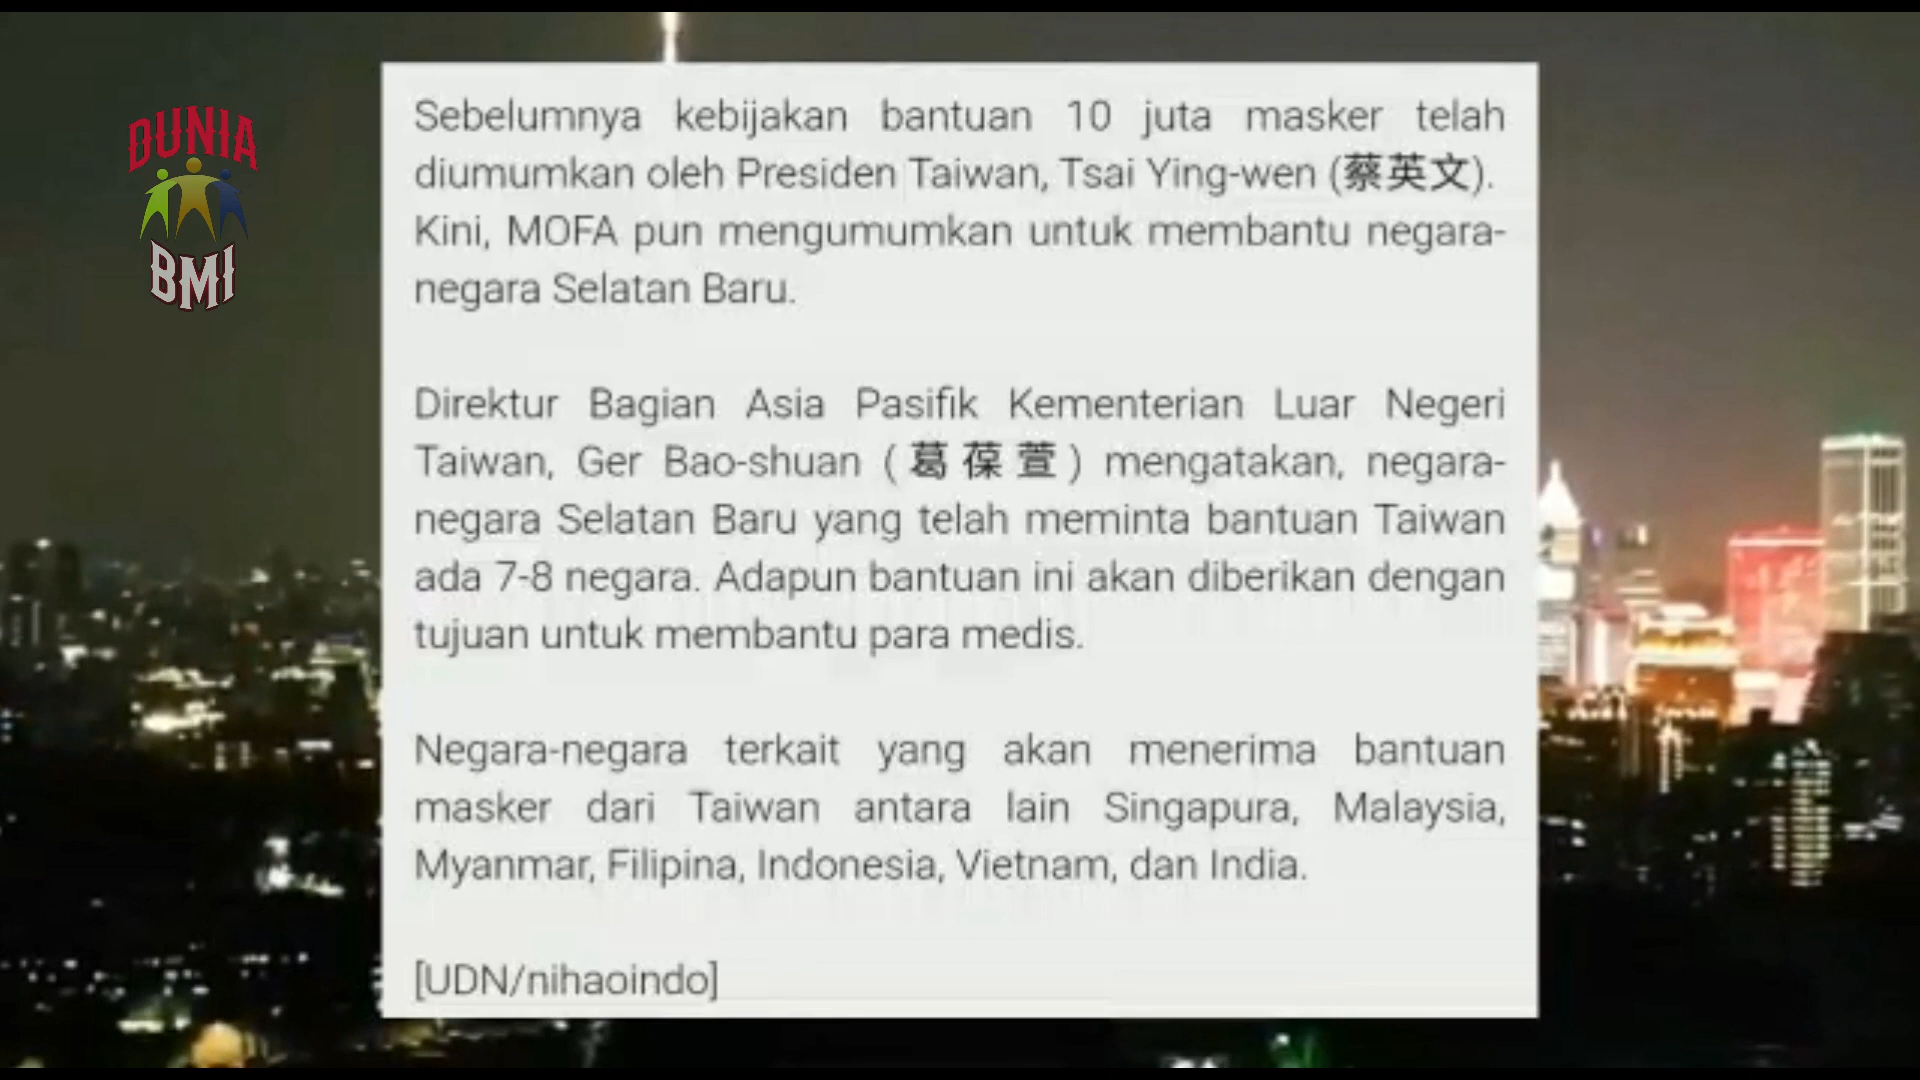 DUNIA
BMI
Sebelumnya kebijakan bantuan 10 juta masker telah
diumumkan oleh Presiden Taiwan, Tsai Ying-wen (蔡英文).
Kini, MOFA pun mengumumkan untuk membantu negara-
negara Selatan Baru.
Direktur Bagian Asia Pasifik Kementerian Luar Negeri
Taiwan, Ger Bao-shuan (葛葆萱) mengatakan, negara-
negara Selatan Baru yang telah meminta bantuan Taiwan
ada 7-8 negara. Adapun bantuan ini akan diberikan dengan
tujuan untuk membantu para medis.
Negara-negara terkait yang akan menerima bantuan
masker dari Taiwan antara lain Singapura, Malaysia,
Myanmar, Filipina, Indonesia, Vietnam, dan India.
[UDN/nihaoindo]